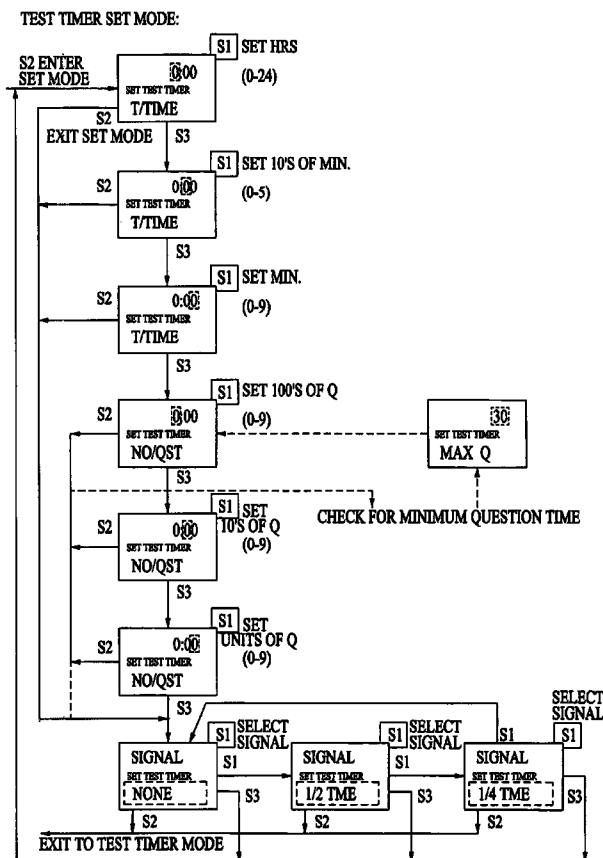 TEST TIMER SET MODE:
S1 SET HRS
(0-24)
S2 ENTER
SET MODE
0:00
SET TEST TIMER
T/TIME
S2
EXIT SET MODE
S3
S1 SET 10'S OF MIN.
(0-5)
S2
0:00
SET TEST TIMER
T/TIME
S3
S1 SET MIN.
(0-9)
S2
0:00
SET TEST TIMER
T/TIME
S3
S1 SET 100'S OF Q
(0-9)
S2
0:00
SET TEST TIMER
NO/QST
S3
30
SET TEST TIMER
MAX Q
CHECK FOR MINIMUM QUESTION TIME
S1 SET
10'S OF Q
(0-9)
S2
0:00
SET TEST TIMER
NO/QST
S3
S1 SET
UNITS OF Q
(0-9)
S2
0:00
SET TEST TIMER
NO/QST
S3
S1 SELECT
SIGNAL
SIGNAL
SET TEST TIMER
NONE
S1
S3
S2
S1 SELECT
SIGNAL
SIGNAL
SET TEST TIMER
1/2 TME
S1
S3
S2
SELECT
SIGNAL
S1
S1
SIGNAL
SET TEST TIMER
1/4 TME
S3
S2
EXIT TO TEST TIMER MODE